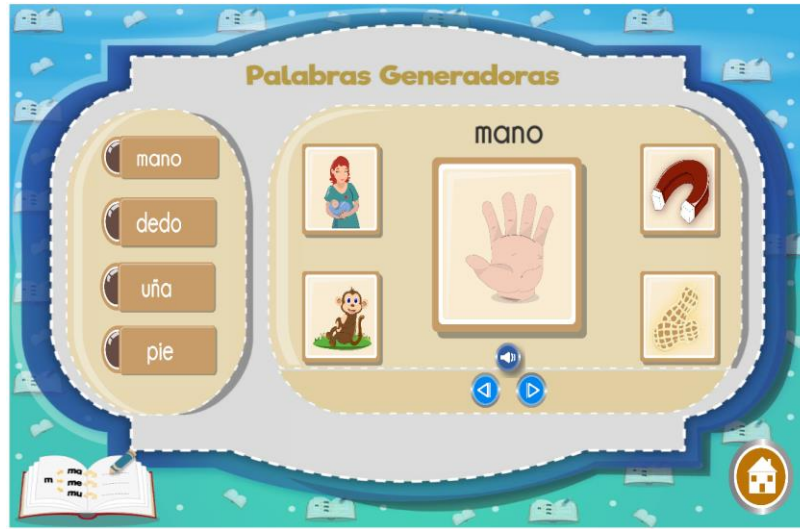 Palabras Generadoras
mano
dedo
uña
pie
mano
m
ma
me
mu